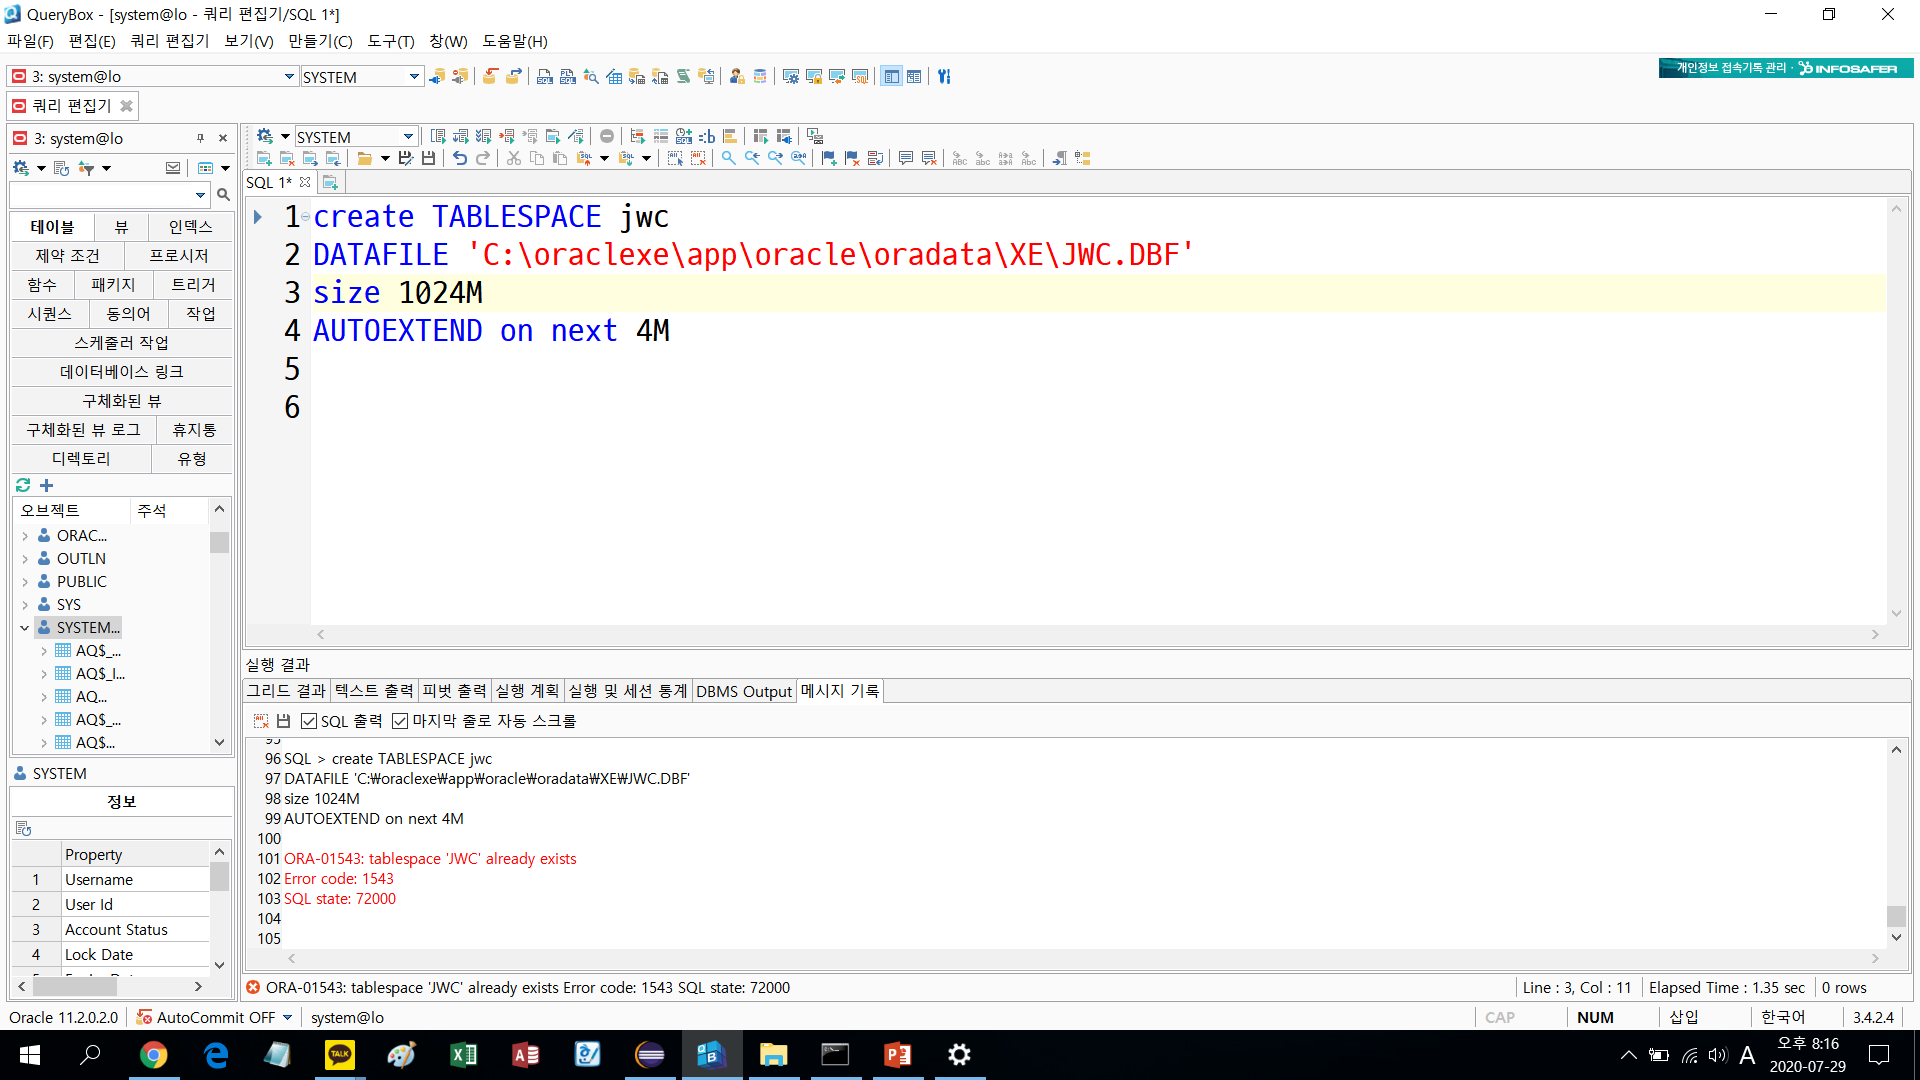 QueryBox - [system@lo - 쿼리 편집기/SQL 1*]
파일(F) 편집(E) 쿼리 편집기 보기(V) 만들기(C) 도구(T) 창(W) 도움말(H)
3: system@lo SYSTEM
개인정보 접속기록 관리 · INFOSAFER
쿼리 편집기
3: system@lo
SYSTEM
SQL 1*
테이블 뷰 인덱스
제약 조건 프로시저
함수 패키지 트리거
시퀀스 동의어 작업
스케줄러 작업
데이터베이스 링크
구체화된 뷰
구체화된 뷰 로그 휴지통
디렉토리 유형
오브젝트 주석
ORAC...
OUTLN
PUBLIC
SYS
SYSTEM...
AQ$_...
AQ$_I...
AQ...
AQ$_...
AQ$...
SYSTEM
정보
Property
1 Username
2 User Id
3 Account Status
4 Lock Date
1 create TABLESPACE jwc
2 DATAFILE 'C:\oraclexe\app\oracle\oradata\XE\JWC.DBF'
3 size 1024M
4 AUTOEXTEND on next 4M
5
6
실행 결과
그리드 결과 텍스트 출력 피벗 출력 실행 계획 실행 및 세션 통계 DBMS Output 메시지 기록
SQL 출력 마지막 줄로 자동 스크롤
95
96 SQL > create TABLESPACE jwc
97 DATAFILE 'C:₩oraclexe₩app₩oracle₩oradata₩XE₩JWC.DBF'
98 size 1024M
99 AUTOEXTEND on next 4M
100
101 ORA-01543: tablespace 'JWC' already exists
102 Error code: 1543
103 SQL state: 72000
104
105
ORA-01543: tablespace 'JWC' already exists Error code: 1543 SQL state: 72000 Line : 3, Col : 11 Elapsed Time : 1.35 sec 0 rows
Oracle 11.2.0.2.0 AutoCommit OFF system@lo CAP NUM 삽입 한국어 3.4.2.4
TALK
A
오후 8:16
2020-07-29